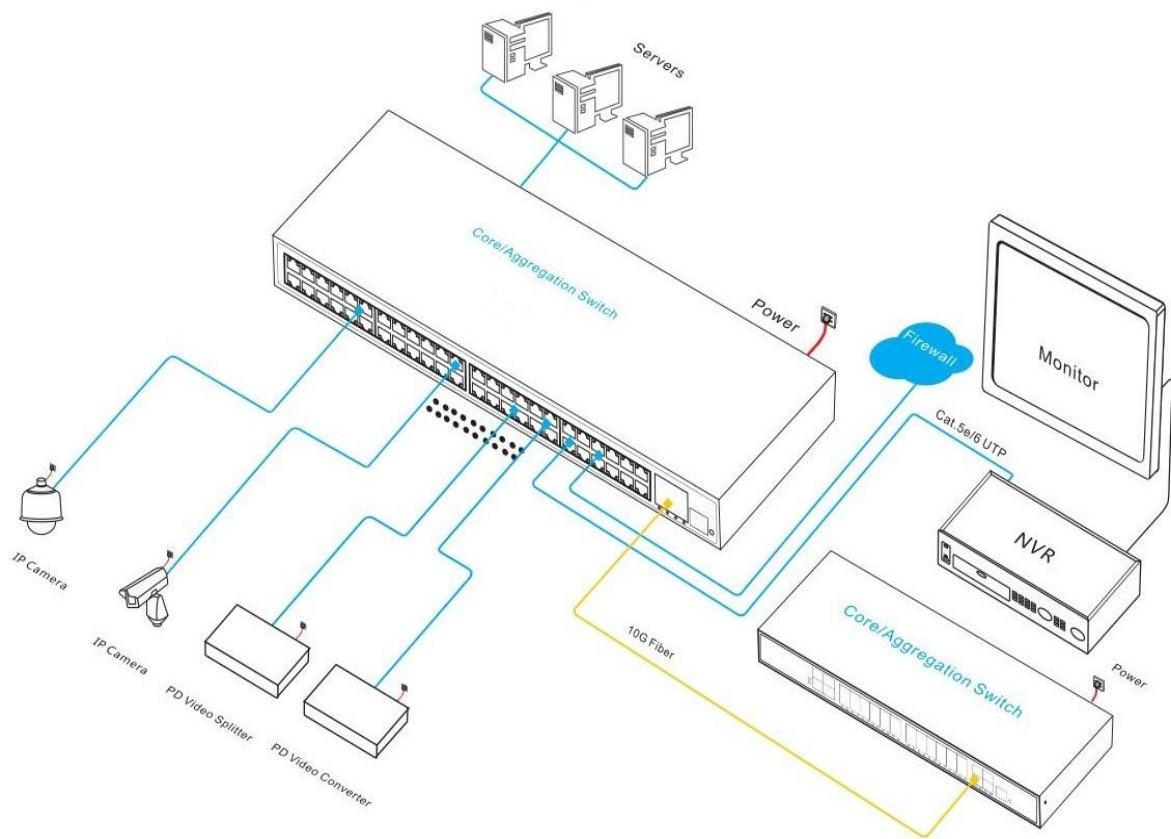 Servers
Core/Aggregation Switch
Power
Firewall
Monitor
Cat.5e/6 UTP
NVR
IP Camera
IP Camera
PD Video Splitter
PD Video Converter
10G Fiber
Core/Aggregation Switch
Power